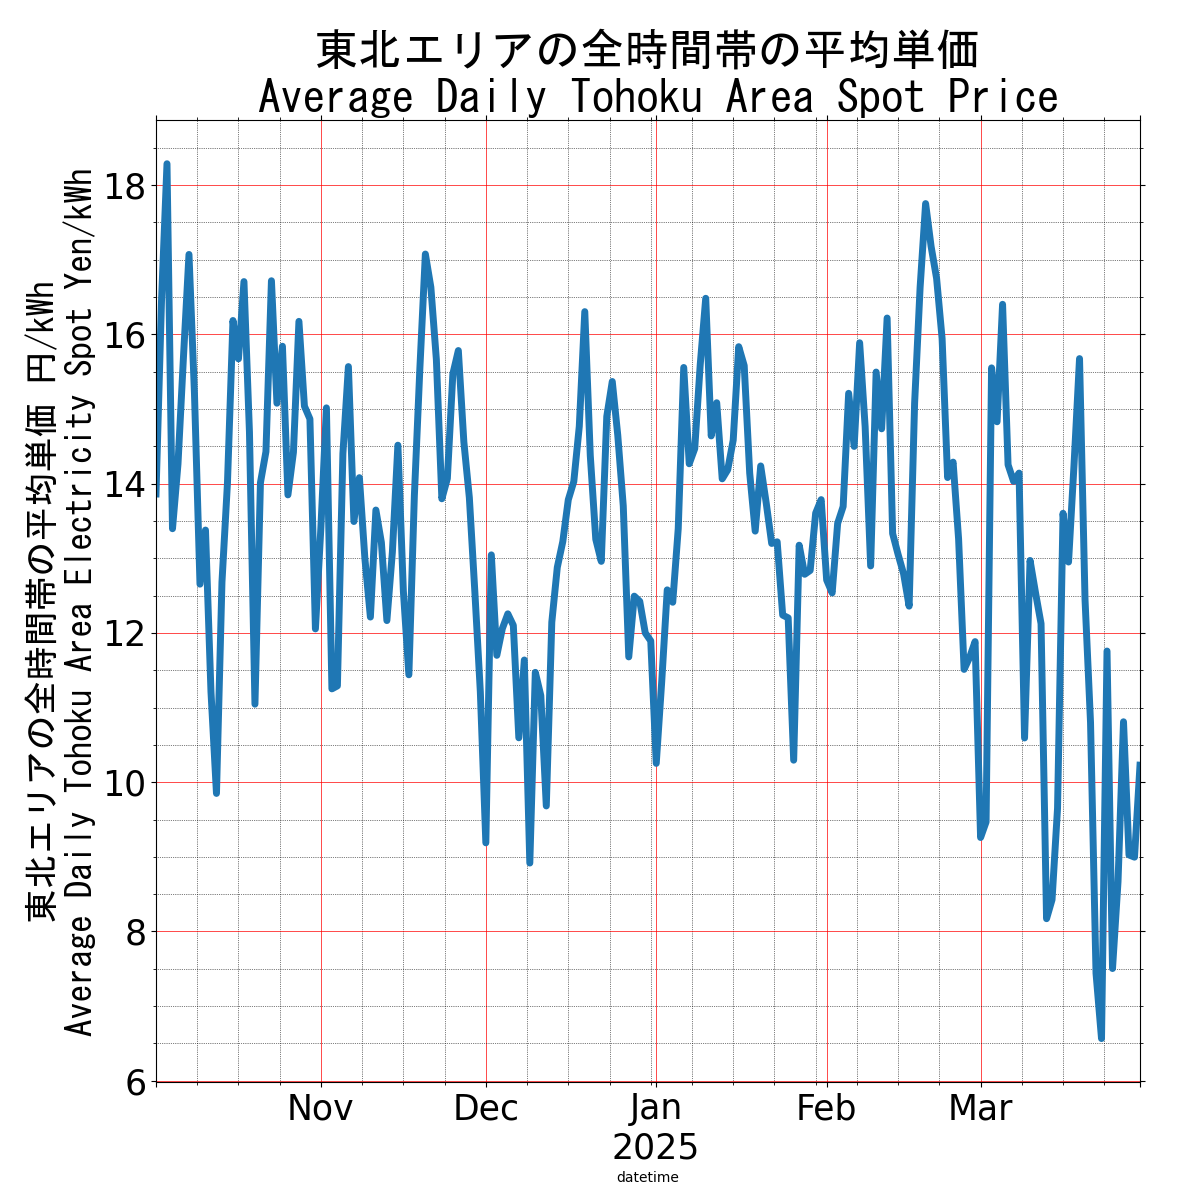 東北エリアの全時間帯の平均単価
Average Daily Tohoku Area Spot Price
東北エリアの全時間帯の平均単価 円/kWh
Average Daily Tohoku Area Electricity Spot Yen/kWh
18
16
14
12
10
8
6
Nov
Dec
Jan
Feb
Mar
2025
datetime